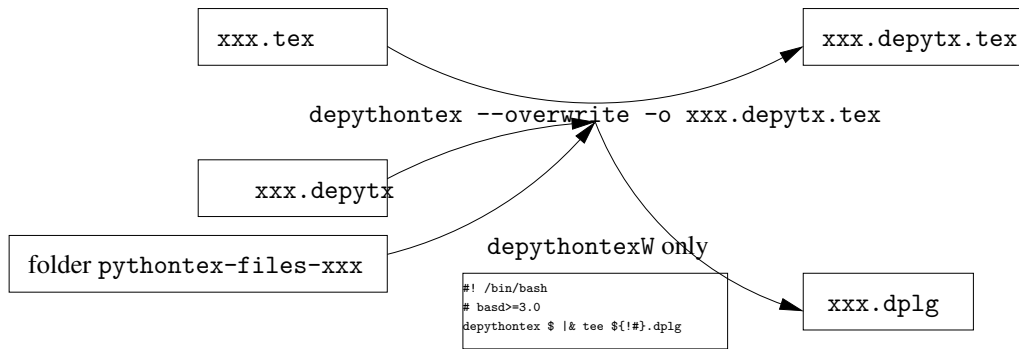 xxx.tex
xxx.depytx.tex
depythontex --overwrite -o xxx.depytx.tex
xxx.depytx
folder pythontex-files-xxx
depythontexW only
#! /bin/bash
# basd>=3.0
depythontex $ |& tee ${!#}.dplg
xxx.dplg